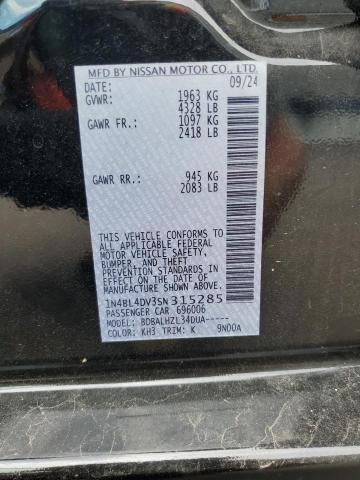 MFD BY NISSAN MOTOR CO., LTD.
DATE: 09/24
GVWR: 1963 KG
4328 LB
GAWR FR: 1097 KG
2418 LB
GAWR RR: 945 KG
2083 LB
THIS VEHICLE CONFORMS
TO ALL APPLICABLE FEDERAL
MOTOR VEHICLE SAFETY,
BUMPER, AND THEFT
PREVENTION STANDARDS
IN EFFECT ON THE DATE OF
MANUFACTURE SHOWN ABOVE.
1N4BL4DV3SN315285
PASSENGER CAR 696006
MODEL: BDBALHZL34DUA-----
COLOR: KH3 TRIM: K 9N00A